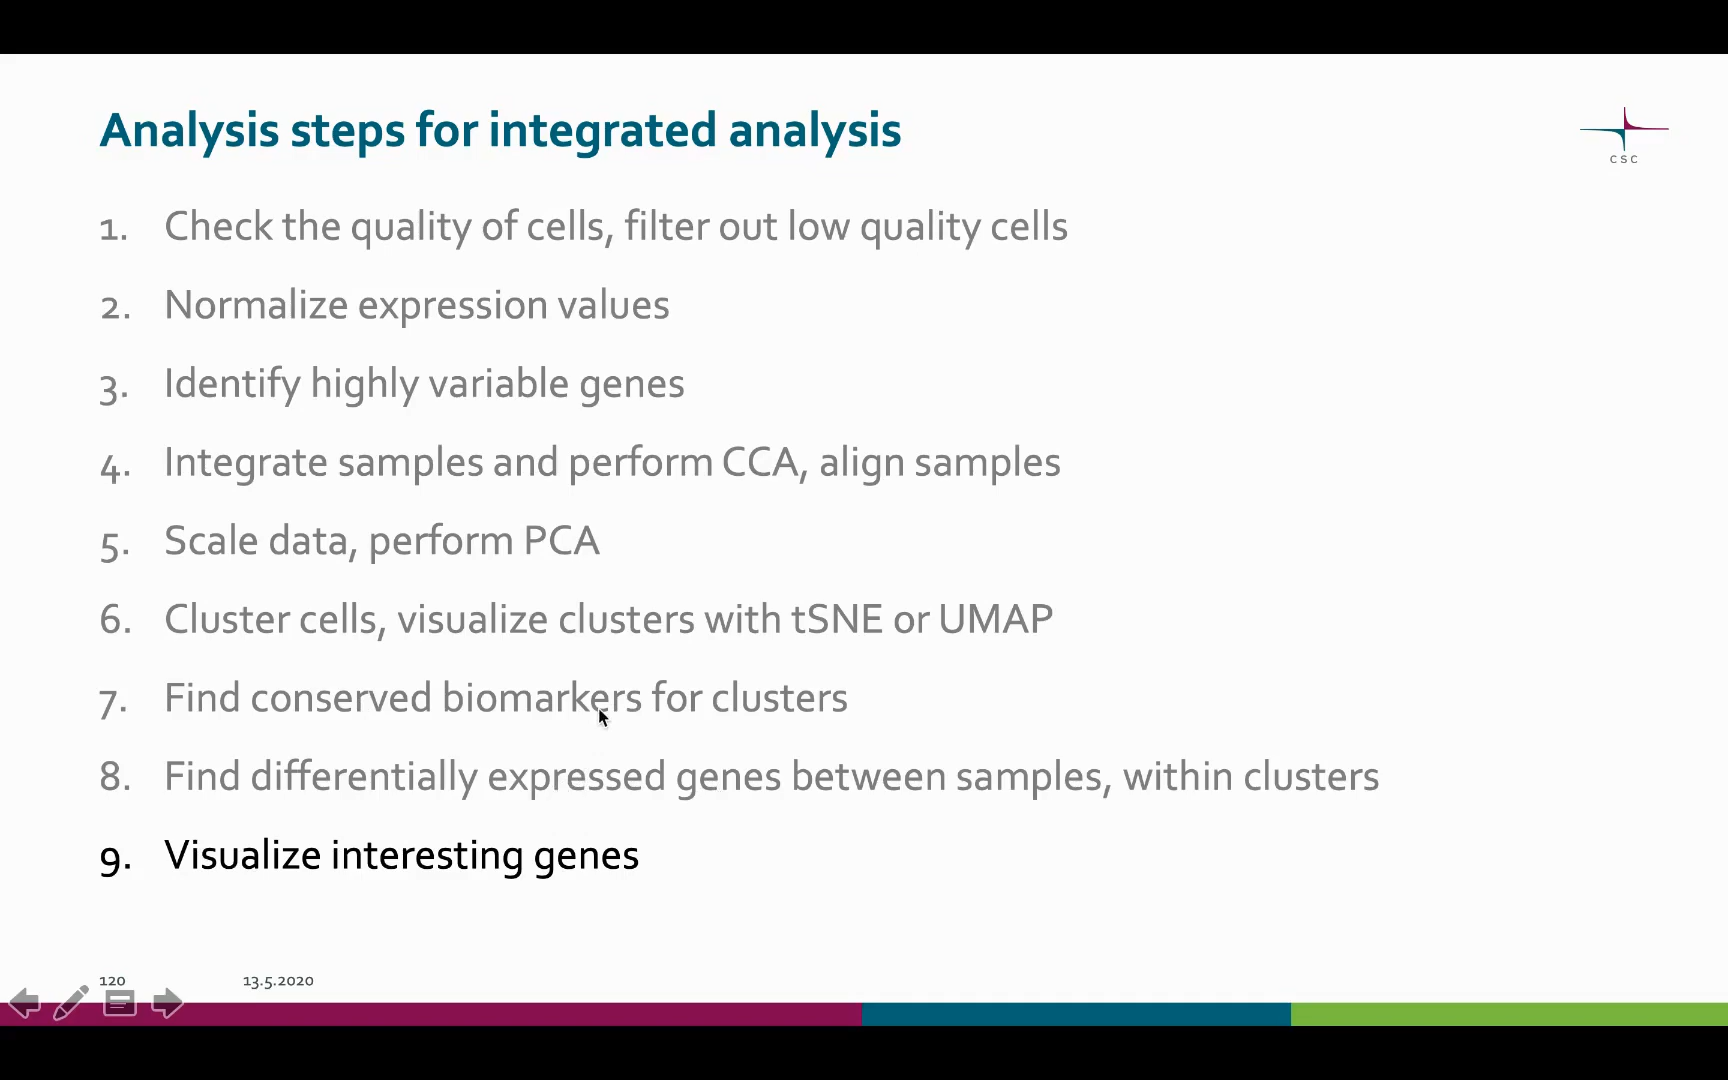 Analysis steps for integrated analysis
CSC
1. Check the quality of cells, filter out low quality cells
2. Normalize expression values
3. Identify highly variable genes
4. Integrate samples and perform CCA, align samples
5. Scale data, perform PCA
6. Cluster cells, visualize clusters with tSNE or UMAP
7. Find conserved biomarkers for clusters
8. Find differentially expressed genes between samples, within clusters
9. Visualize interesting genes
120 13.5.2020